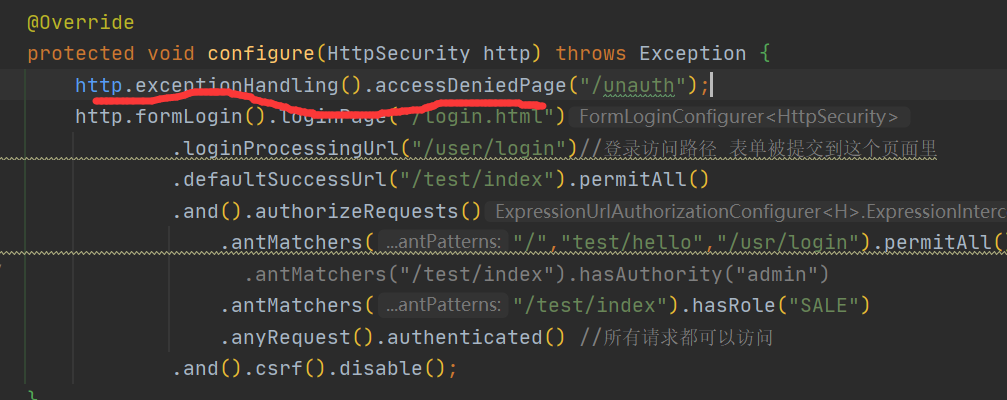 @Override
protected void configure(HttpSecurity http) throws Exception {
http.exceptionHandling().accessDeniedPage("/unauth");
http.formLogin().loginPage("/login.html") FormLoginConfigurer<HttpSecurity>
.loginProcessingUrl("/user/login")//登录访问路径 表单被提交到这个页面里
.defaultSuccessUrl("/test/index").permitAll()
.and().authorizeRequests() ExpressionUrlAuthorizationConfigurer<H>.ExpressionInterc
.antMatchers( ...antPatterns: "/","test/hello","/usr/login").permitAll()
.antMatchers("/test/index").hasAuthority("admin")
.antMatchers( ...antPatterns: "/test/index").hasRole("SALE")
.anyRequest().authenticated() //所有请求都可以访问
.and().csrf().disable();
}